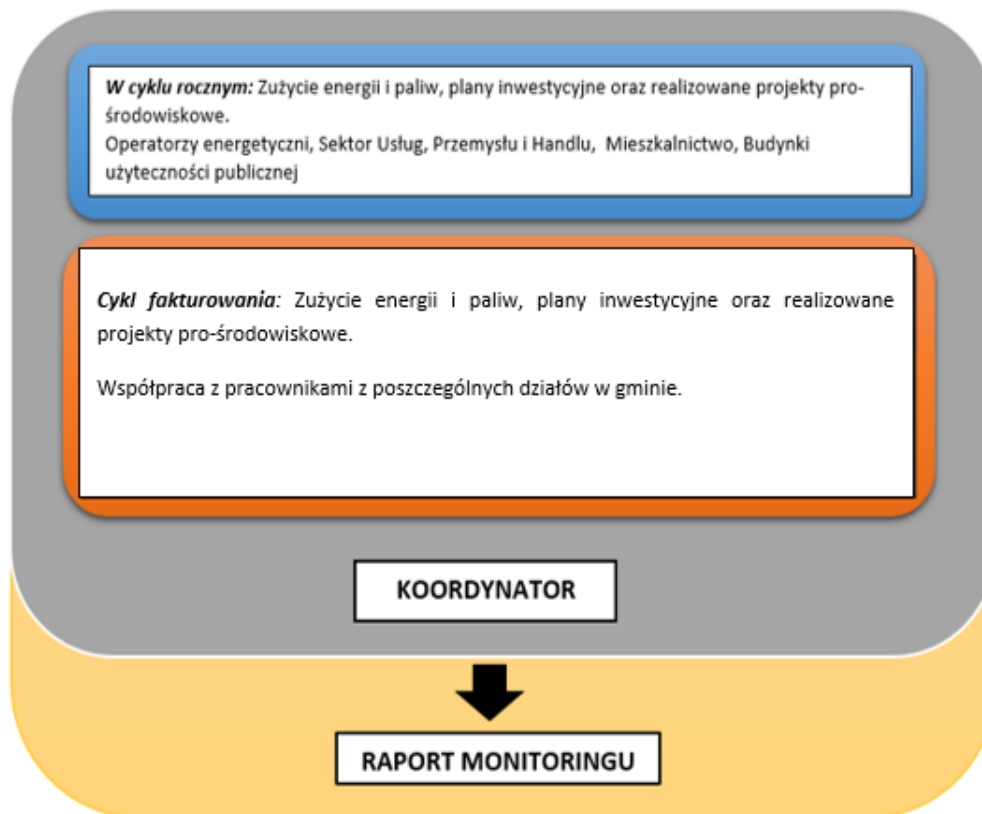 W cyklu rocznym: Zużycie energii i paliw, plany inwestycyjne oraz realizowane projekty pro-
środowiskowe.
Operatorzy energetyczni, Sektor Usług, Przemysłu i Handlu, Mieszkalnictwo, Budynki
użyteczności publicznej
Cykl fakturowania: Zużycie energii i paliw, plany inwestycyjne oraz realizowane
projekty pro-środowiskowe.
Współpraca z pracownikami z poszczególnych działów w gminie.
KOORDYNATOR
RAPORT MONITORINGU